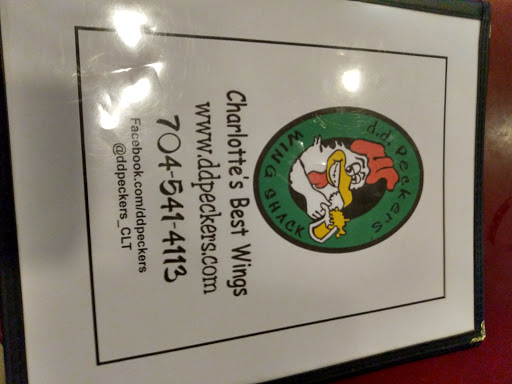 d.d. Peckers
WING SHACK
Charlotte's Best Wings
www.ddpeckers.com
704-541-4113
Facebook.com/ddpeckers
@ddpeckers_CLT